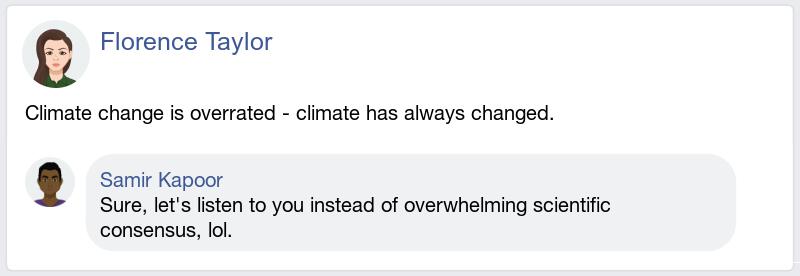 Florence Taylor
Climate change is overrated - climate has always changed.
Samir Kapoor
Sure, let's listen to you instead of overwhelming scientific
consensus, lol.